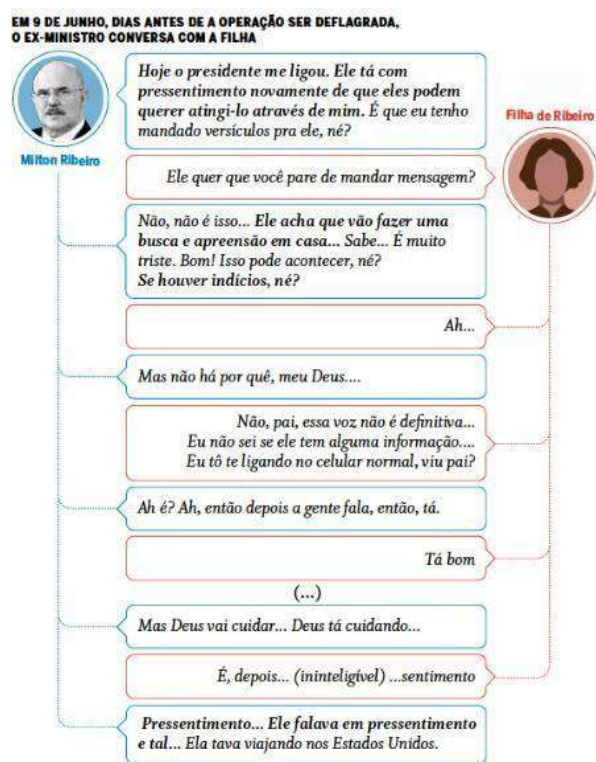 EM 9 DE JUNHO, DIAS ANTES DE A OPERAÇÃO SER DEFLAGRADA,
O EX-MINISTRO CONVERSA COM A FILHA
Milton Ribeiro
Hoje o presidente me ligou. Ele tá com
pressentimento novamente de que eles podem
querer atingi-lo através de mim. É que eu tenho
mandado versículos pra ele, né?
Filha de Ribeiro
Ele quer que você pare de mandar mensagem?
Não, não é isso... Ele acha que vão fazer uma
busca e apreensão em casa... Sabe... É muito
triste. Bom! Isso pode acontecer, né?
Se houver indícios, né?
Ah...
Mas não há por quê, meu Deus....
Não, pai, essa voz não é definitiva...
Eu não sei se ele tem alguma informação....
Eu tô te ligando no celular normal, viu pai?
Ah é? Ah, então depois a gente fala, então, tá.
Tá bom
(...)
Mas Deus vai cuidar... Deus tá cuidando...
É, depois... (ininteligível) ...sentimento
Pressentimento... Ele falava em pressentimento
e tal... Ela tava viajando nos Estados Unidos.